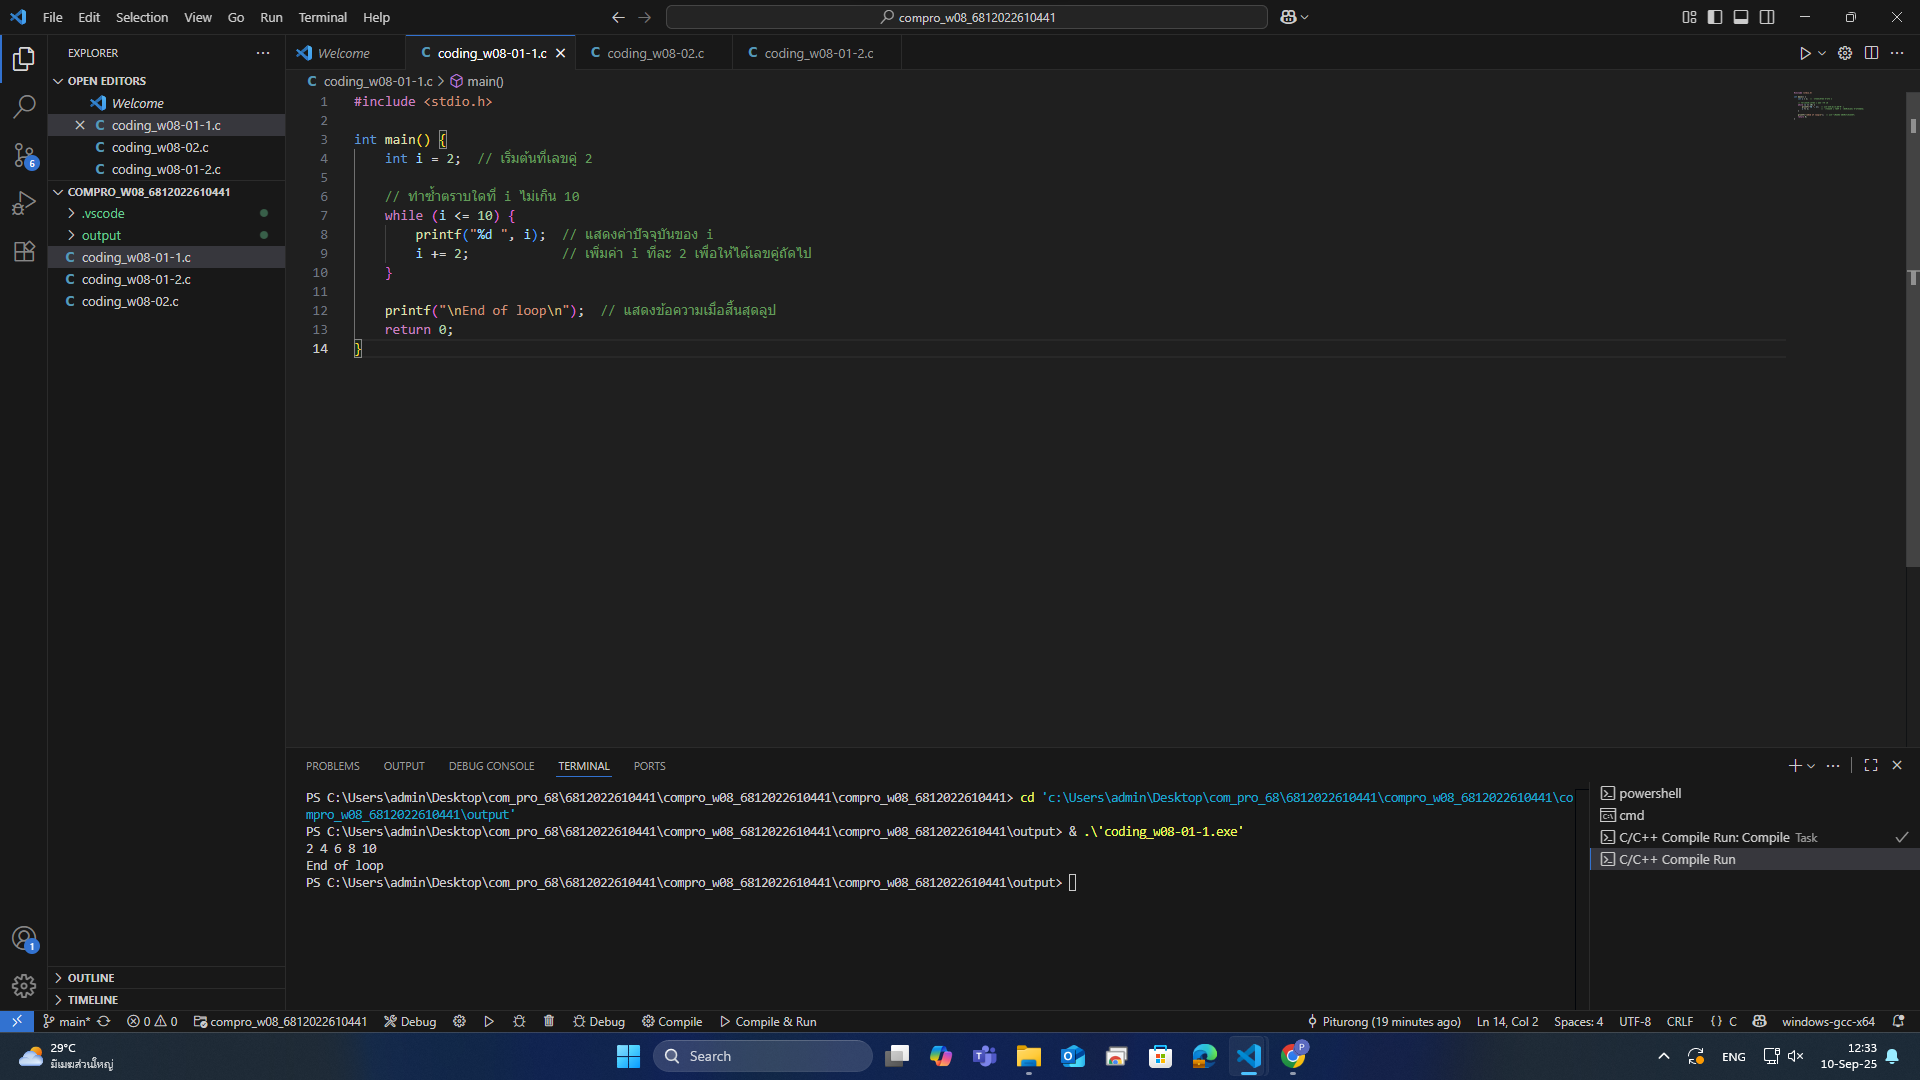 File Edit Selection View Go Run Terminal Help
compro_w08_6812022610441
EXPLORER
OPEN EDITORS
Welcome
coding_w08-01-1.c
coding_w08-02.c
coding_w08-01-2.c
COMPRO_W08_6812022610441
.vscode
output
coding_w08-01-1.c
coding_w08-01-2.c
coding_w08-02.c
OUTLINE
TIMELINE
6
1
Welcome coding_w08-01-1.c coding_w08-02.c coding_w08-01-2.c
coding_w08-01-1.c > main()
1 #include <stdio.h>
2
3 int main() {
4 int i = 2; // เริ่มต้นที่เลขคู่ 2
5
6 // ทำซ้ำตราบใดที่ i ไม่เกิน 10
7 while (i <= 10) {
8 printf("%d ", i); // แสดงค่าปัจจุบันของ i
9 i += 2; // เพิ่มค่า i ทีละ 2 เพื่อให้ได้เลขคู่ถัดไป
10 }
11
12 printf("\nEnd of loop\n"); // แสดงข้อความเมื่อสิ้นสุดลูป
13 return 0;
14 }
PROBLEMS OUTPUT DEBUG CONSOLE TERMINAL PORTS
PS C:\Users\admin\Desktop\com_pro_68\6812022610441\compro_w08_6812022610441\compro_w08_6812022610441> cd 'c:\Users\admin\Desktop\com_pro_68\6812022610441\compro_w08_6812022610441\co
mpro_w08_6812022610441\output'
PS C:\Users\admin\Desktop\com_pro_68\6812022610441\compro_w08_6812022610441\compro_w08_6812022610441\output> & .\'coding_w08-01-1.exe'
2 4 6 8 10
End of loop
PS C:\Users\admin\Desktop\com_pro_68\6812022610441\compro_w08_6812022610441\compro_w08_6812022610441\output>
powershell
cmd
C/C++ Compile Run: Compile Task
C/C++ Compile Run
main* 0 0 compro_w08_6812022610441 Debug Debug Compile Compile & Run
Piturong (19 minutes ago) Ln 14, Col 2 Spaces: 4 UTF-8 CRLF {} C windows-gcc-x64
29°C
มีเมฆส่วนใหญ่
Search
P
ENG
12:33
10-Sep-25